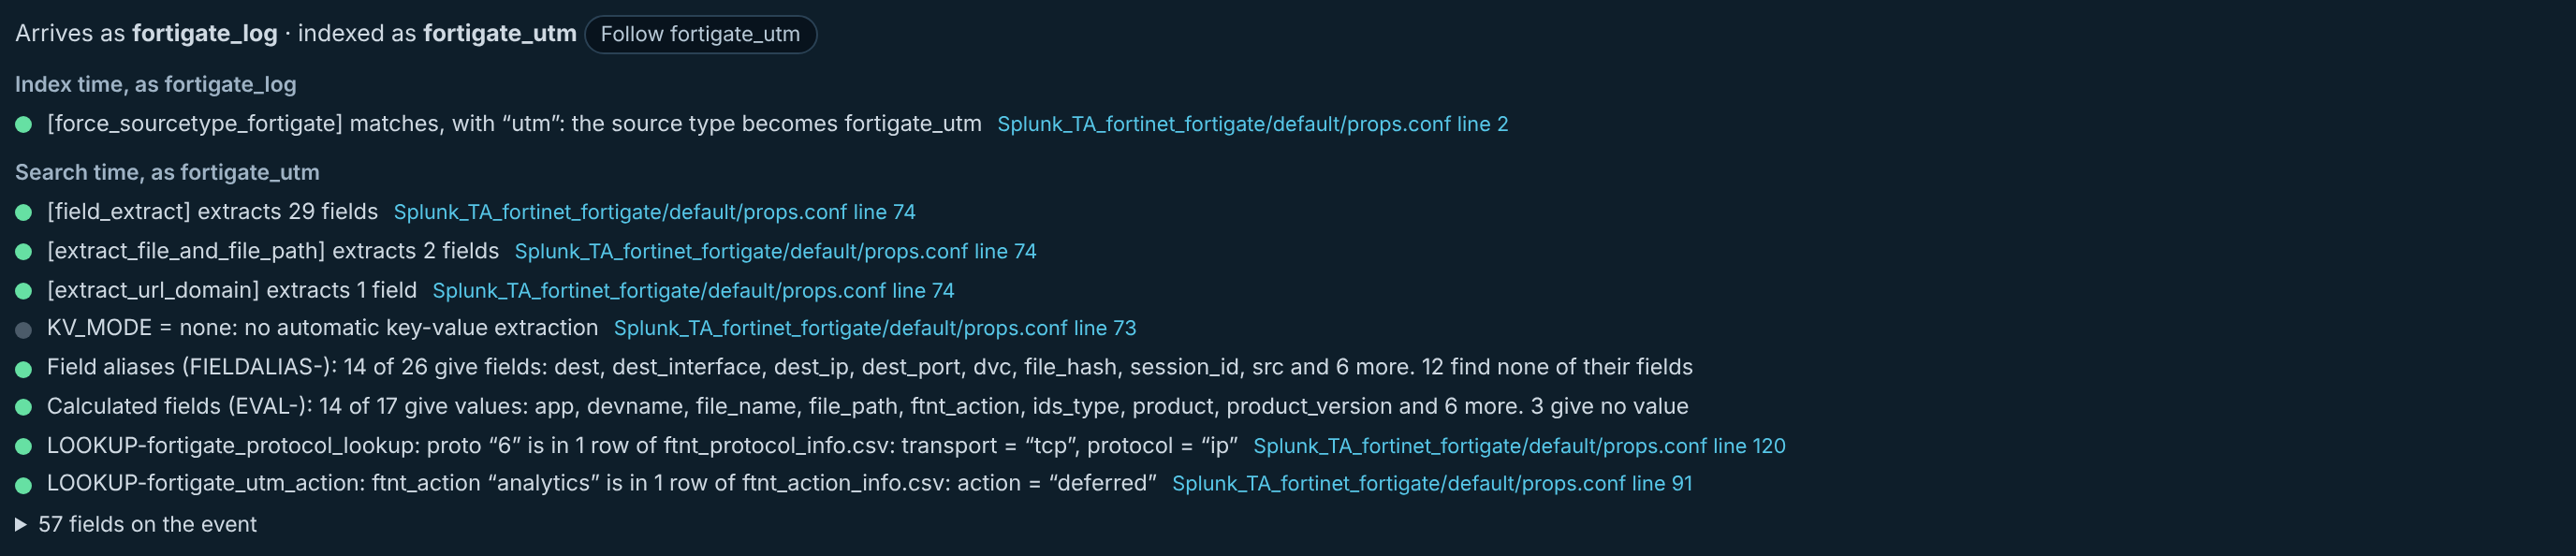 Arrives as fortigate_log · indexed as fortigate_utm Follow fortigate_utm
Index time, as fortigate_log
[force_sourcetype_fortigate] matches, with “utm”: the source type becomes fortigate_utm Splunk_TA_fortinet_fortigate/default/props.conf line 2
Search time, as fortigate_utm
[field_extract] extracts 29 fields Splunk_TA_fortinet_fortigate/default/props.conf line 74
[extract_file_and_file_path] extracts 2 fields Splunk_TA_fortinet_fortigate/default/props.conf line 74
[extract_url_domain] extracts 1 field Splunk_TA_fortinet_fortigate/default/props.conf line 74
KV_MODE = none: no automatic key-value extraction Splunk_TA_fortinet_fortigate/default/props.conf line 73
Field aliases (FIELDALIAS-): 14 of 26 give fields: dest, dest_interface, dest_ip, dest_port, dvc, file_hash, session_id, src and 6 more. 12 find none of their fields
Calculated fields (EVAL-): 14 of 17 give values: app, devname, file_name, file_path, ftnt_action, ids_type, product, product_version and 6 more. 3 give no value
LOOKUP-fortigate_protocol_lookup: proto “6” is in 1 row of ftnt_protocol_info.csv: transport = “tcp”, protocol = “ip” Splunk_TA_fortinet_fortigate/default/props.conf line 120
LOOKUP-fortigate_utm_action: ftnt_action “analytics” is in 1 row of ftnt_action_info.csv: action = “deferred” Splunk_TA_fortinet_fortigate/default/props.conf line 91
57 fields on the event